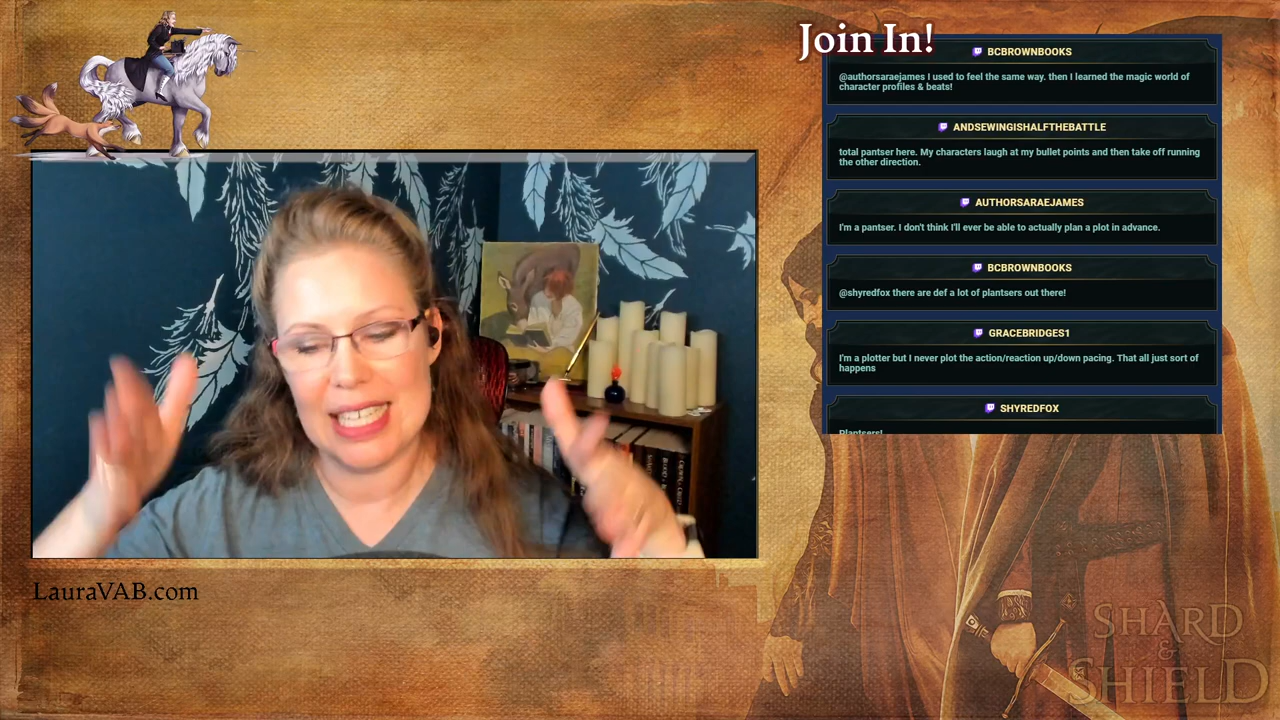 Join In!
BCBROWNBOOKS
@authorsaraejames I used to feel the same way. then I learned the magic world of
character profiles & beats!
ANDSEWINGISHALFTHEBATTLE
total pantser here. My characters laugh at my bullet points and then take off running
the other direction.
AUTHORSARAEJAMES
I'm a pantser. I don't think I'll ever be able to actually plan a plot in advance.
BCBROWNBOOKS
@shyredfox there are def a lot of plantsers out there!
GRACEBRIDGES1
I'm a plotter but I never plot the action/reaction up/down pacing. That all just sort of
happens
SHYREDFOX
Plantsers!
LauraVAB.com
SHARD
&
SHIELD